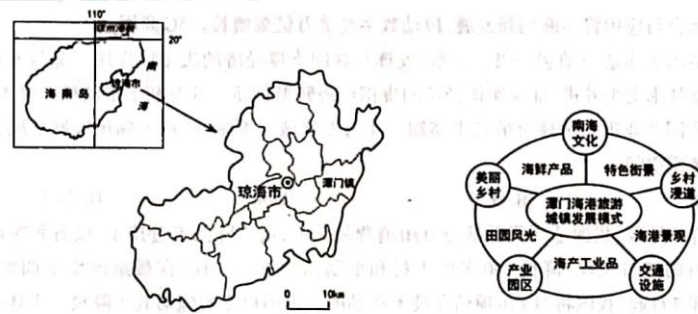 110°
琼州海峡
20°
南
海
海南岛
琼海市
琼海市
潭门镇
0 10km
南海
文化
美丽
乡村
海鲜产品
特色街景
乡村
漫道
潭门海港旅游
城镇发展模式
田园风光
海港景观
海产工业品
产业
园区
交通
设施